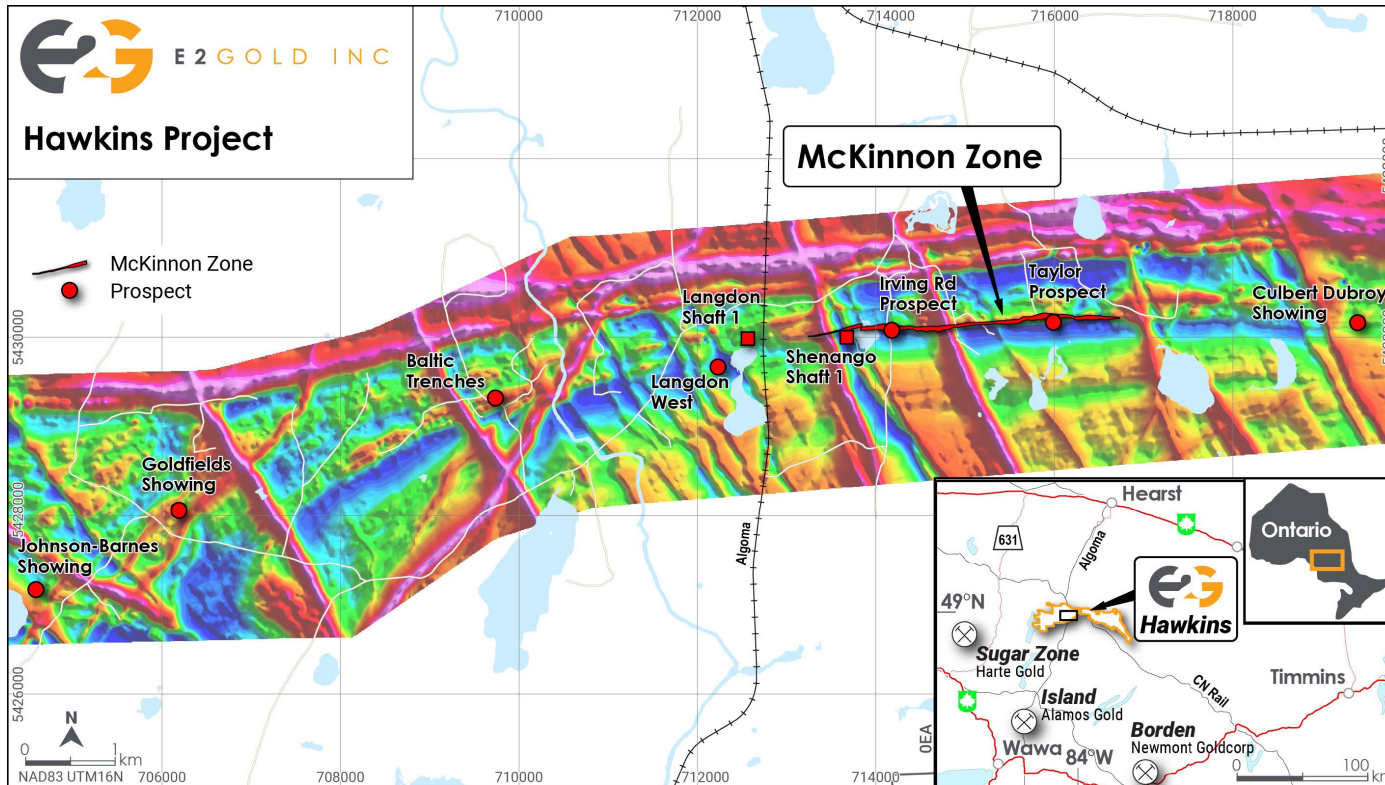 E2G E2GOLD INC
Hawkins Project
710000
712000
714000
716000
718000
McKinnon Zone
McKinnon Zone
Prospect
Langdon
Shaft 1
Irving Rd
Prospect
Taylor
Prospect
Culbert Dubroy
Showing
5430000
Baltic
Trenches
Langdon
West
Shenango
Shaft 1
Goldfields
Showing
5428000
Johnson-Barnes
Showing
Algoma
5426000
N
0 1
km
NAD83 UTM16N
706000
708000
710000
712000
714000
Hearst
631
Algoma
49°N
E2G
Hawkins
Sugar Zone
Harte Gold
Island
Alamos Gold
CN Rail
Timmins
Borden
Newmont Goldcorp
Wawa
84°W
0 100
Ontario
0EA